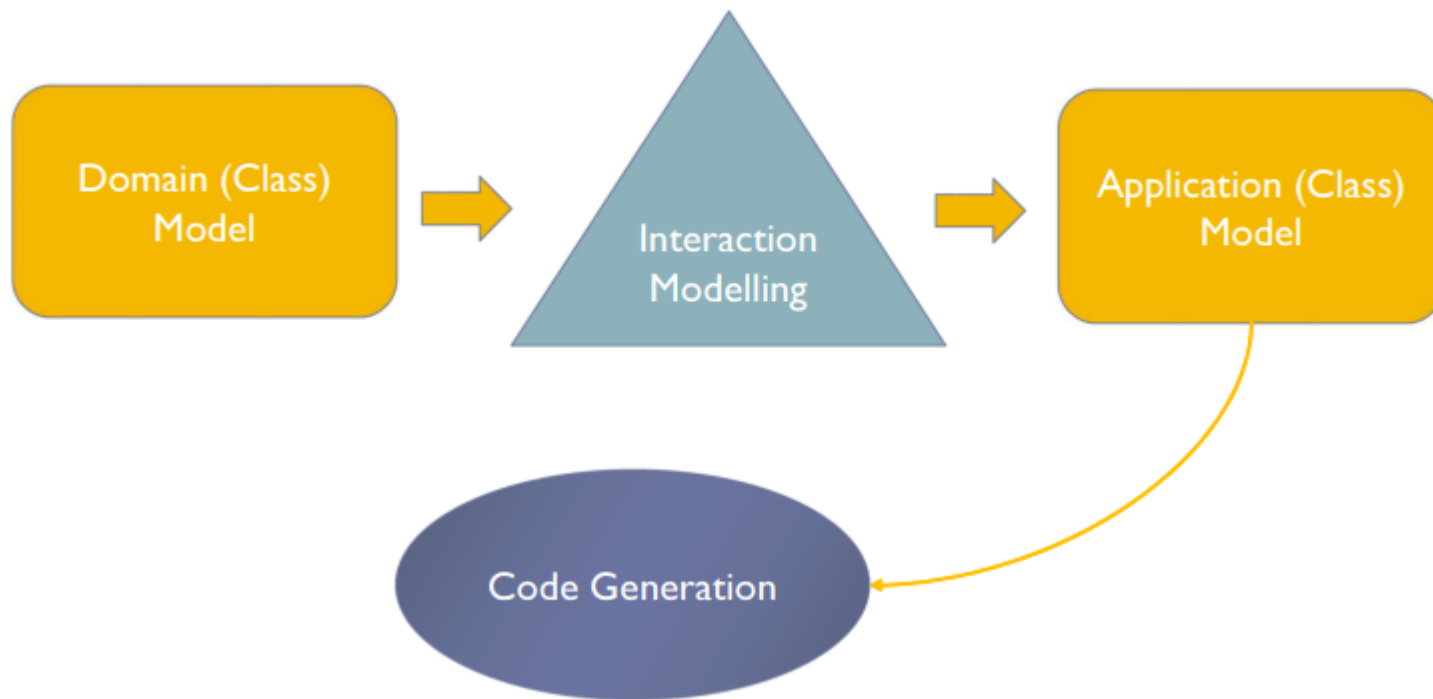 Domain (Class)
Model
Interaction
Modelling
Application (Class)
Model
Code Generation